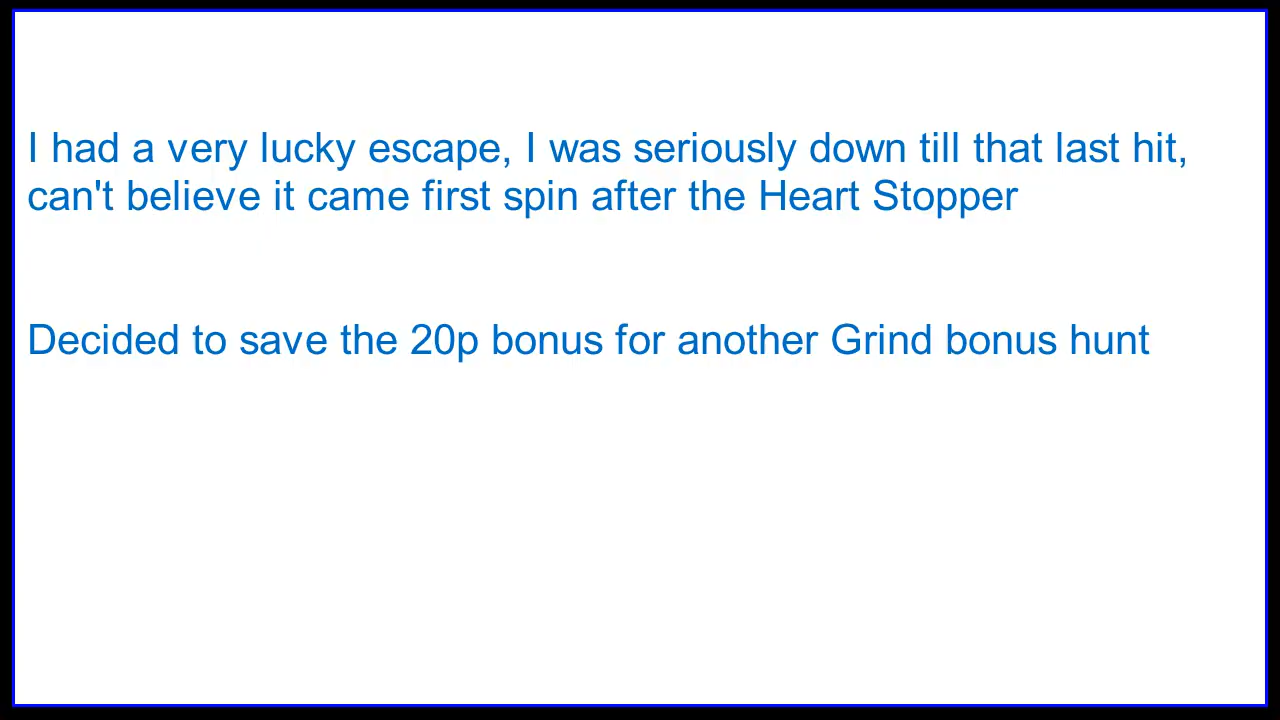 I had a very lucky escape, I was seriously down till that last hit,
can't believe it came first spin after the Heart Stopper
Decided to save the 20p bonus for another Grind bonus hunt